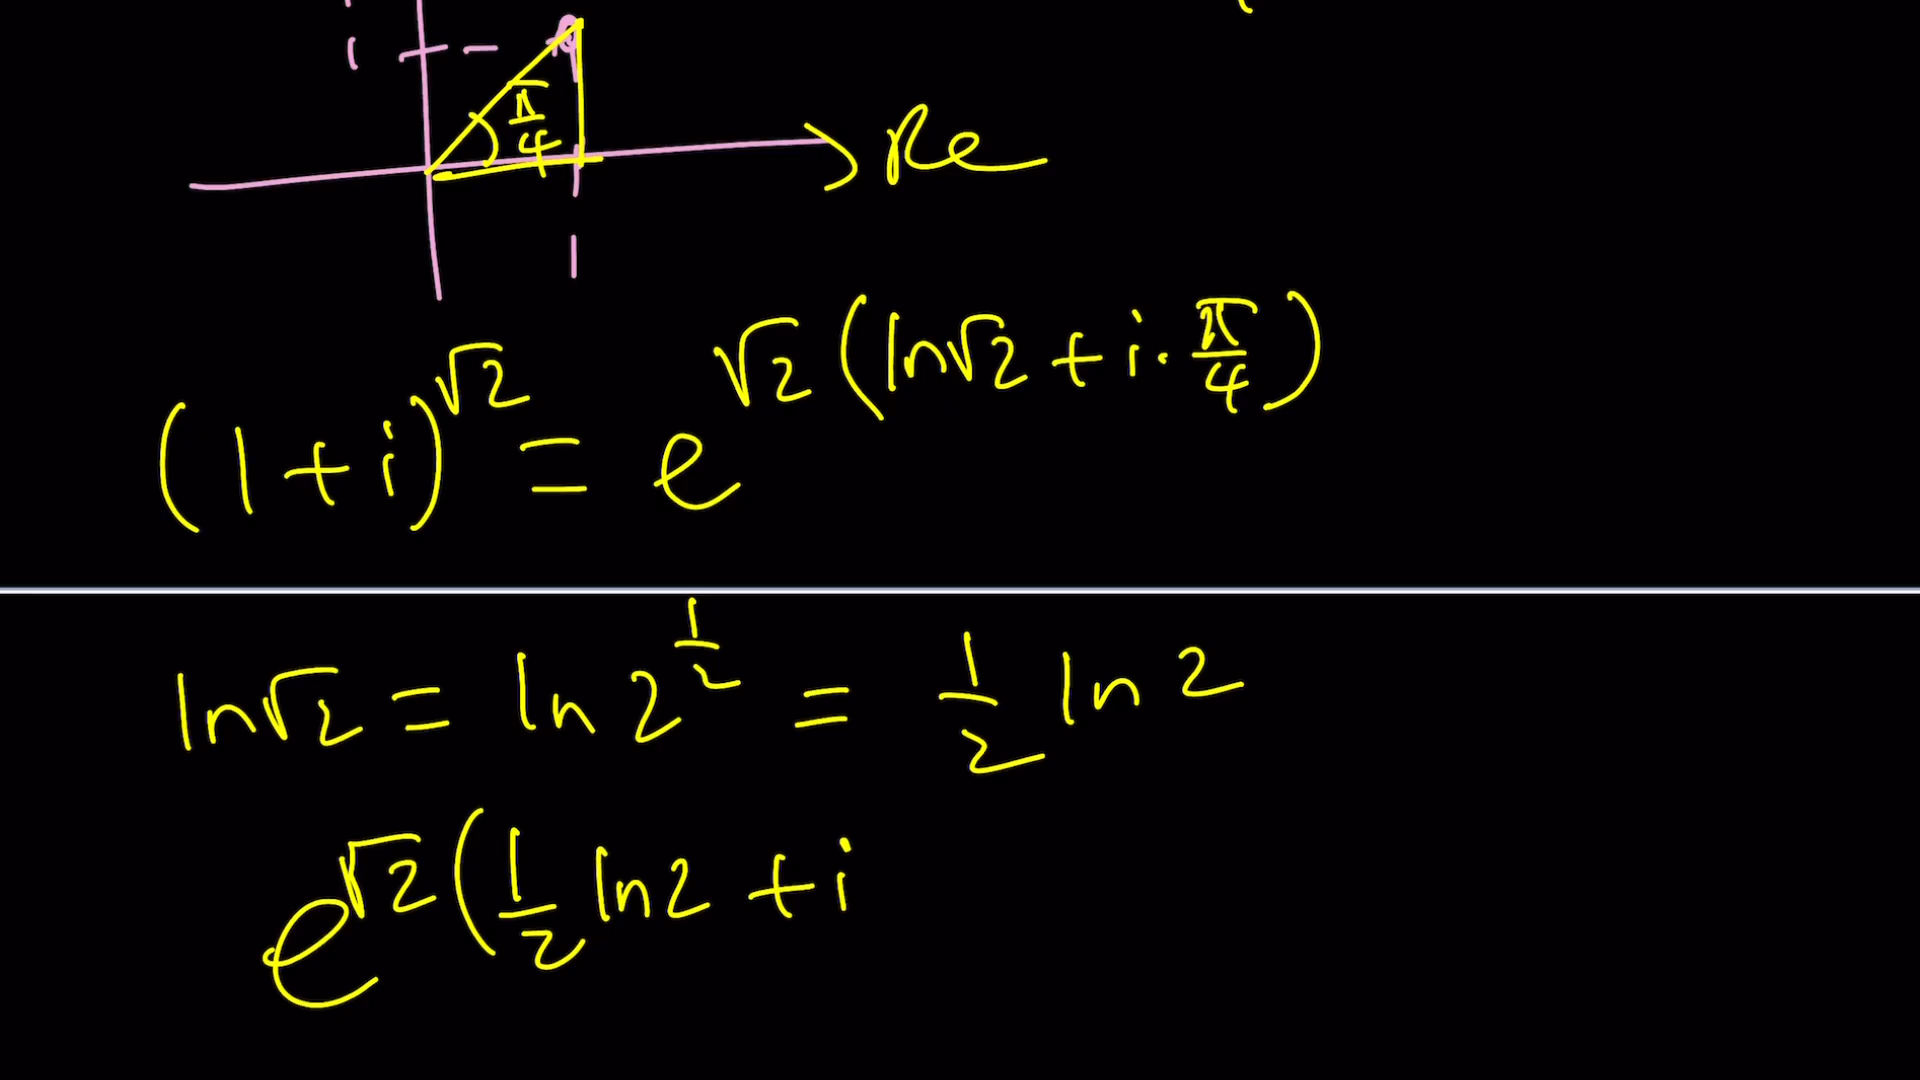 i
π/4
Re
1
(1+i)^√2 = e^√2(ln√2 + i·π/4)
ln√2 = ln 2^1/2 = 1/2 ln 2
e^√2(1/2 ln2 + i